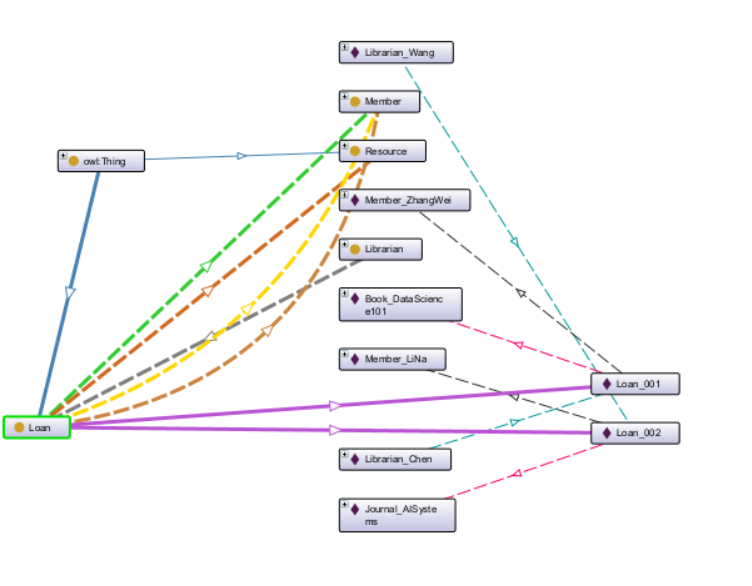 Librarian_Wang
Member
Resource
owl:Thing
Member_ZhangWei
Librarian
Book_DataScienc
e101
Member_LiNa
Loan_001
Loan
Loan_002
Librarian_Chen
Journal_AISyste
ms